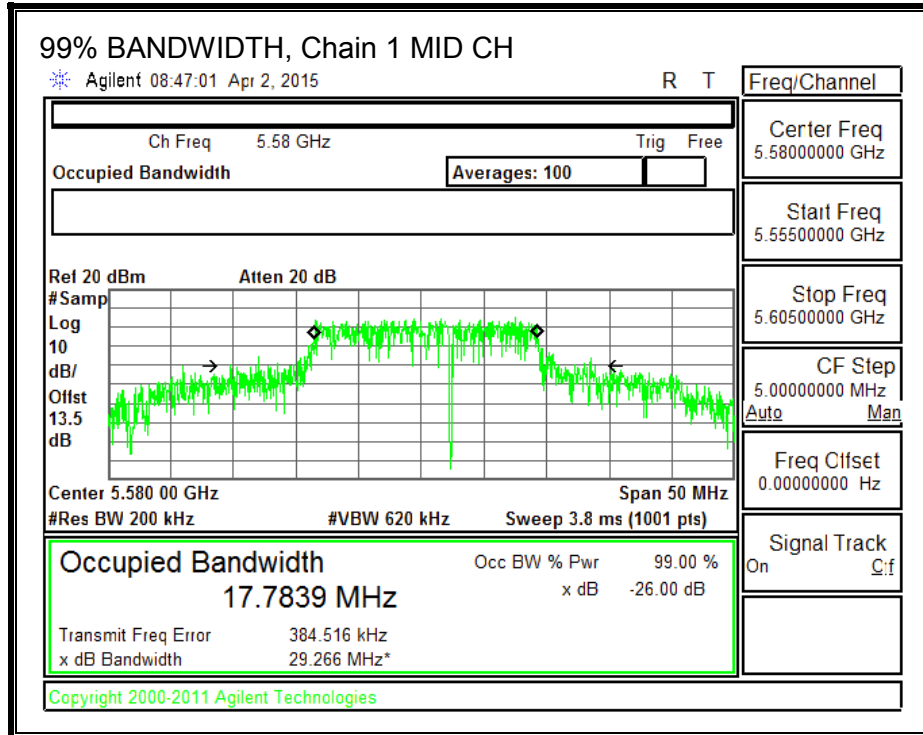 99% BANDWIDTH, Chain 1 MID CH
Agilent 08:47:01 Apr 2, 2015 R T
Ch Freq 5.58 GHz Trig Free
Occupied Bandwidth Averages: 100
Ref 20 dBm Atten 20 dB
#Samp
Log
10
dB/
Offst
13.5
dB
Center 5.580 00 GHz Span 50 MHz
#Res BW 200 kHz #VBW 620 kHz Sweep 3.8 ms (1001 pts)
Occupied Bandwidth Occ BW % Pwr 99.00 %
17.7839 MHz x dB -26.00 dB
Transmit Freq Error 384.516 kHz
x dB Bandwidth 29.266 MHz*
Copyright 2000-2011 Agilent Technologies
Freq/Channel
Center Freq
5.58000000 GHz
Start Freq
5.55500000 GHz
Stop Freq
5.60500000 GHz
CF Step
5.00000000 MHz
Auto Man
Freq Offset
0.00000000 Hz
Signal Track
On Off